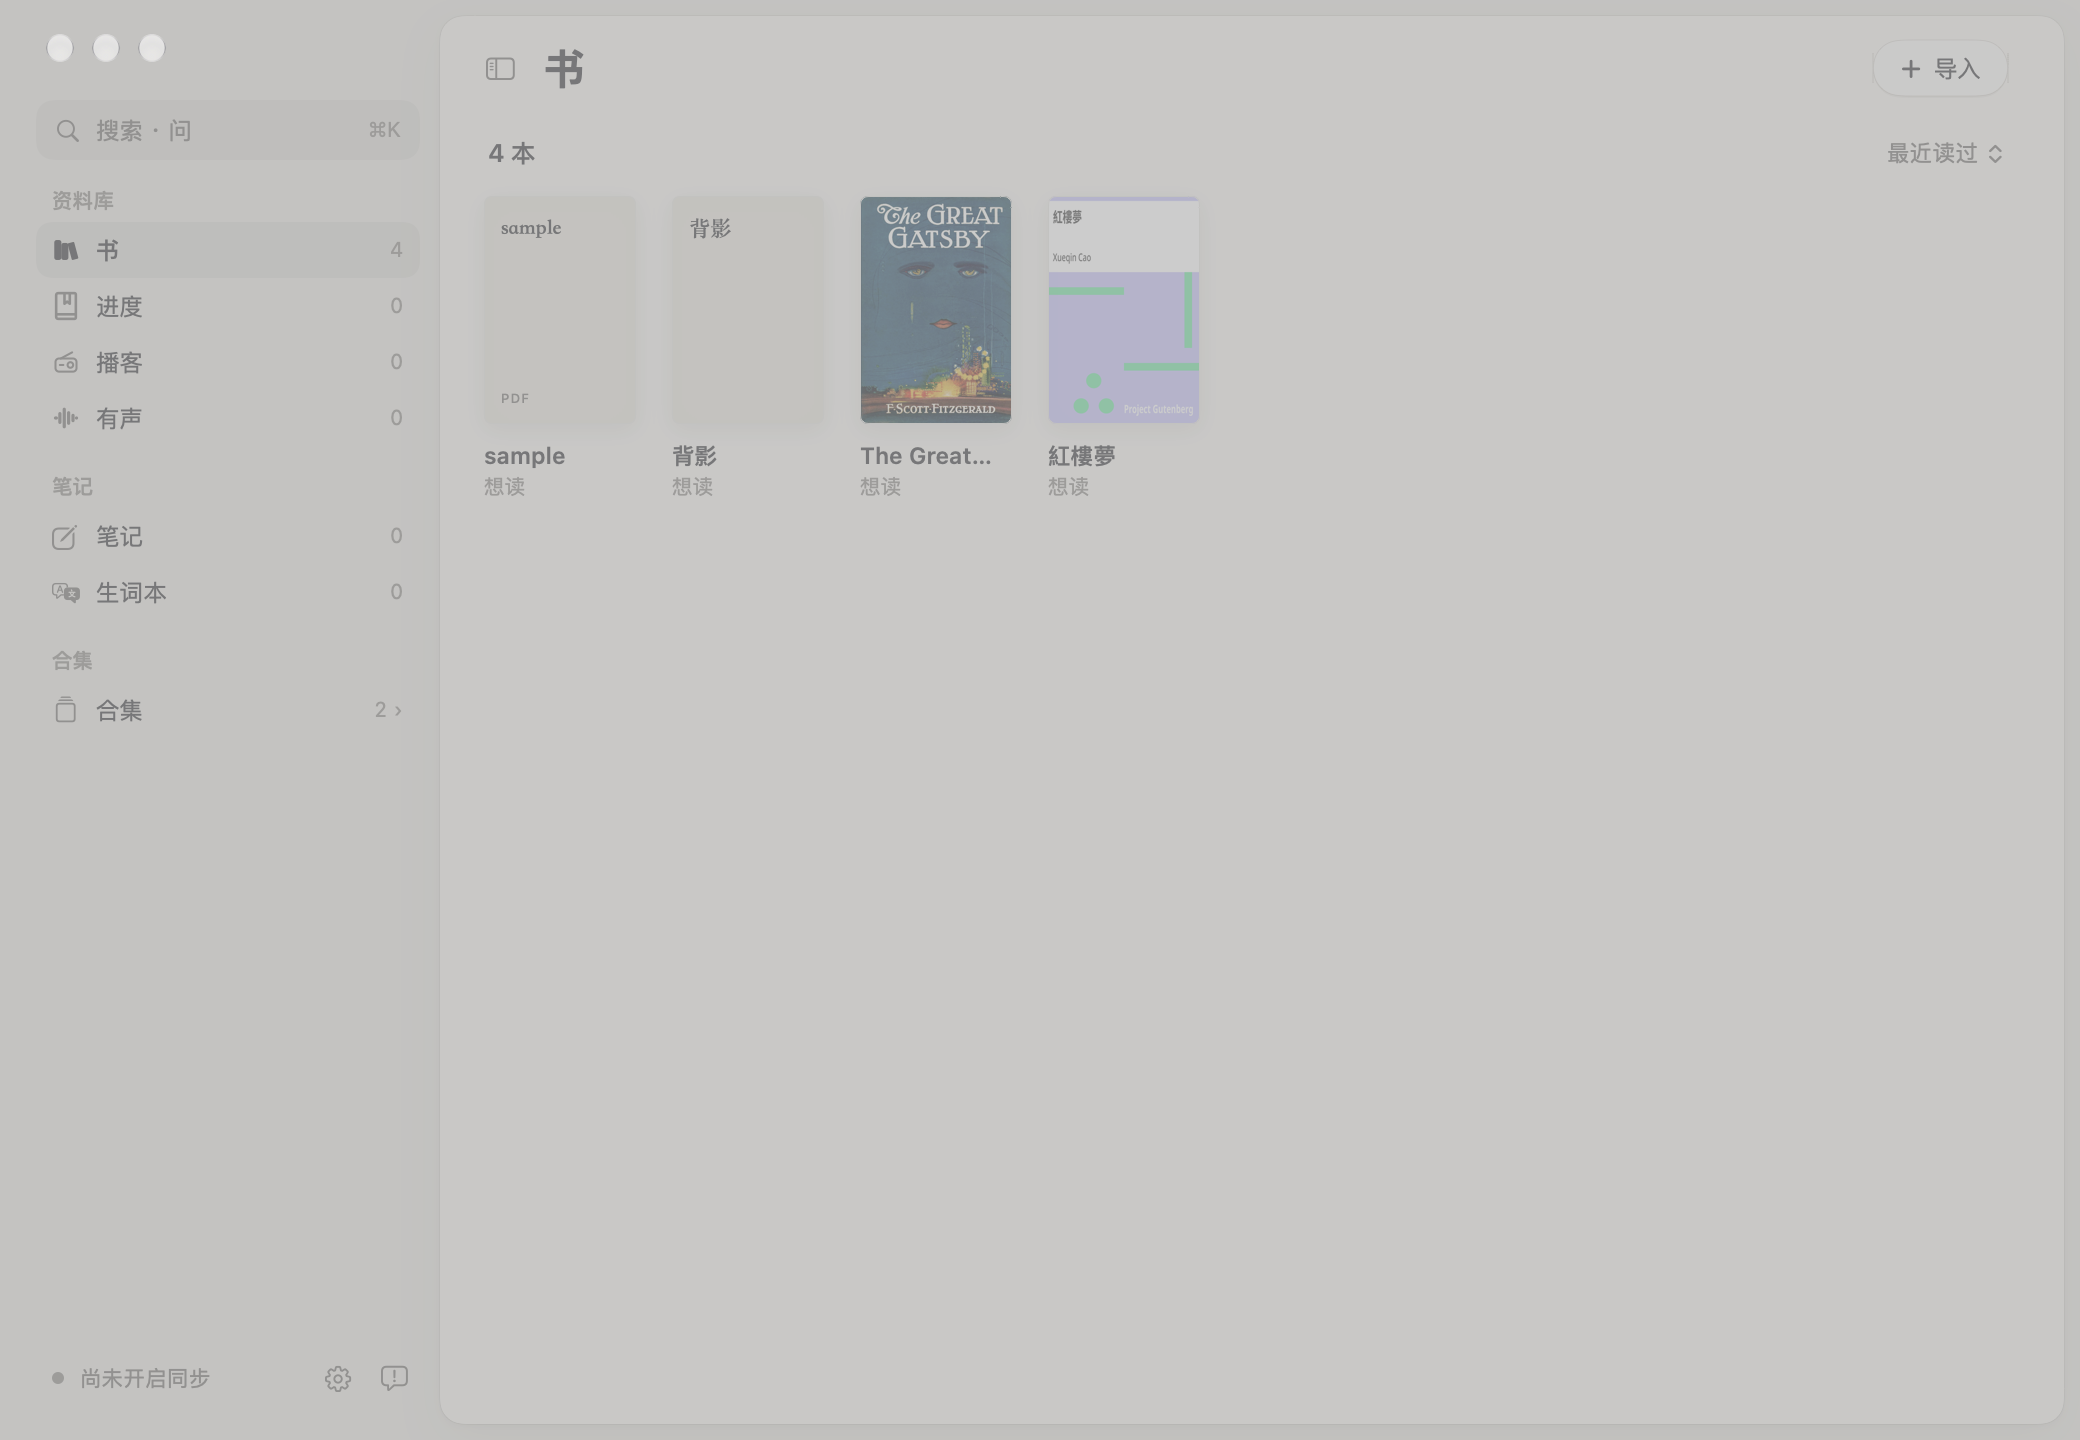 搜索 · 问 ⌘K
资料库
书 4
进度 0
播客 0
有声 0
笔记
笔记 0
生词本 0
合集
合集 2 ›
尚未开启同步
书
+ 导入
4 本
最近读过
sample
PDF
sample
想读
背影
背影
想读
The GREAT
GATSBY
F·SCOTT·FITZGERALD
The Great...
想读
紅樓夢
Xueqin Cao
Project Gutenberg
紅樓夢
想读